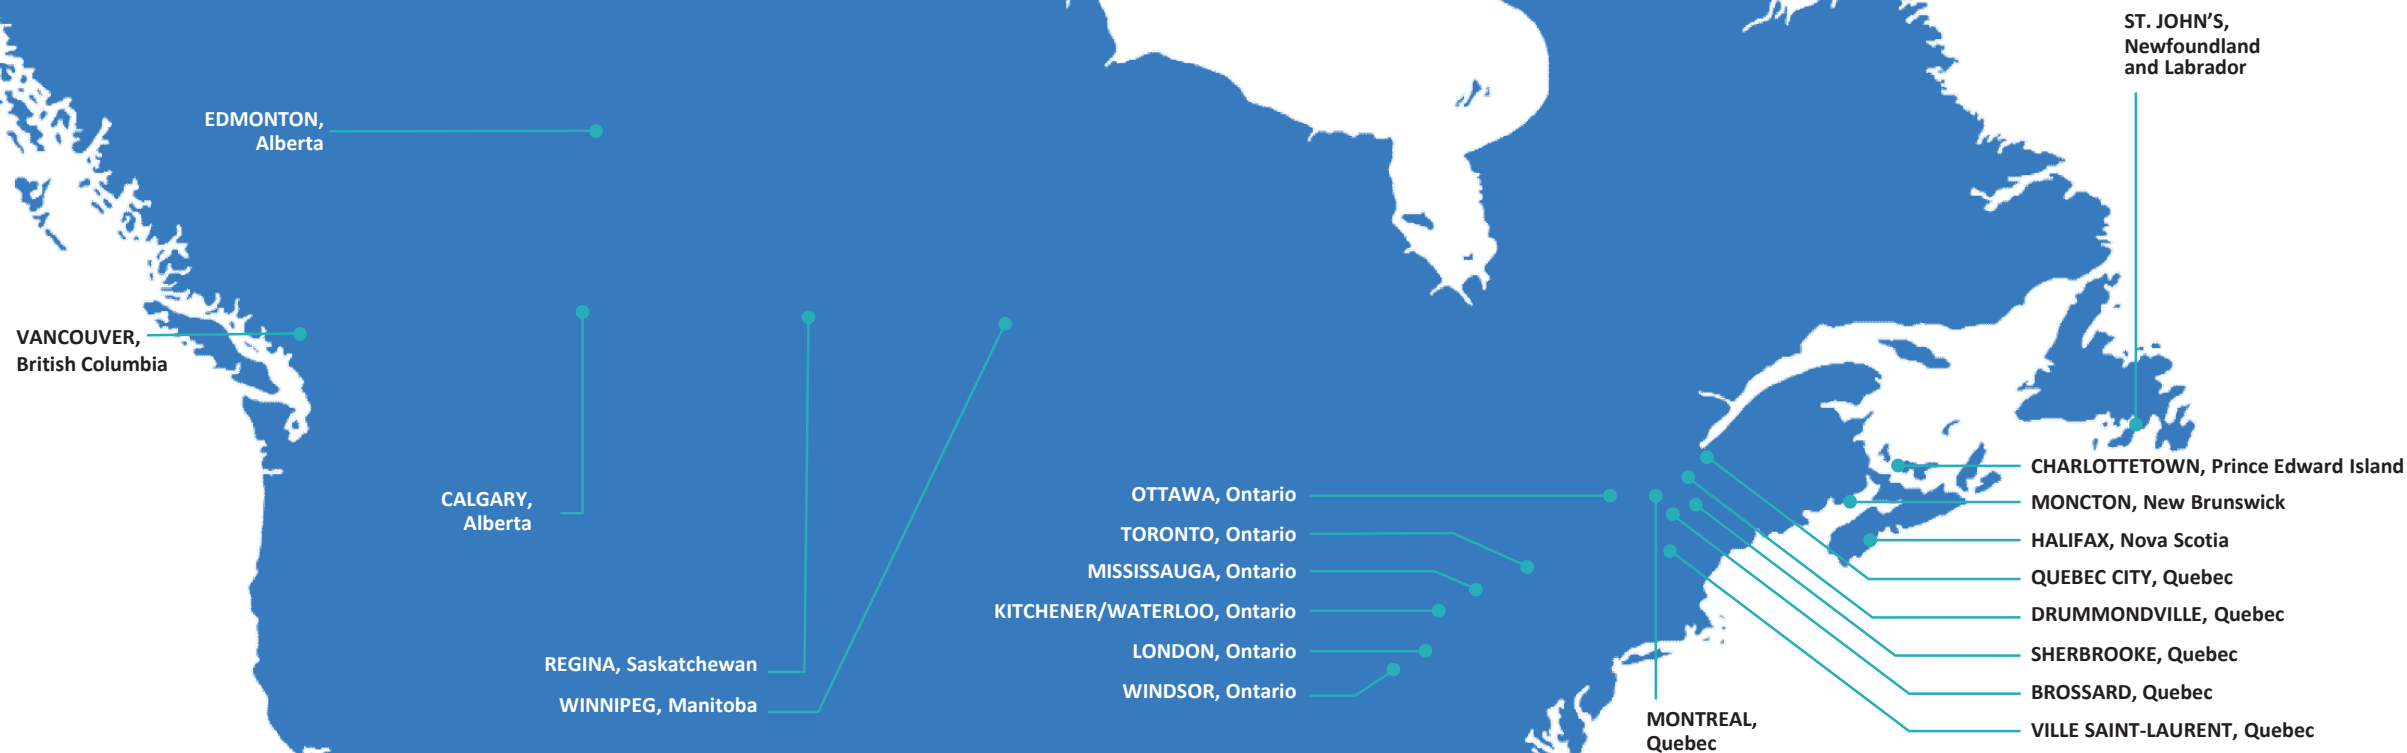 ST. JOHN’S,
Newfoundland
and Labrador
EDMONTON,
Alberta
VANCOUVER,
British Columbia
CALGARY,
Alberta
REGINA, Saskatchewan
WINNIPEG, Manitoba
OTTAWA, Ontario
TORONTO, Ontario
MISSISSAUGA, Ontario
KITCHENER/WATERLOO, Ontario
LONDON, Ontario
WINDSOR, Ontario
MONTREAL,
Quebec
CHARLOTTETOWN, Prince Edward Island
MONCTON, New Brunswick
HALIFAX, Nova Scotia
QUEBEC CITY, Quebec
DRUMMONDVILLE, Quebec
SHERBROOKE, Quebec
BROSSARD, Quebec
VILLE SAINT-LAURENT, Quebec